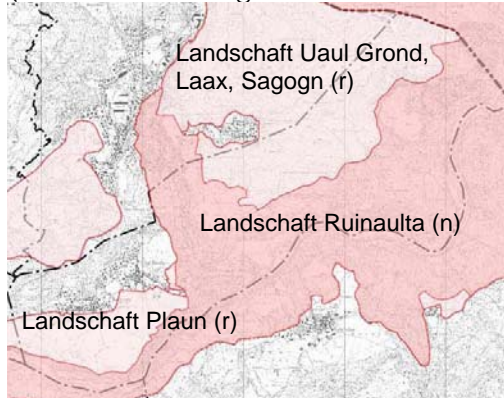 Landschaft Uaul Grond,
Laax, Sagogn (r)
Landschaft Ruinaulta (n)
Landschaft Plaun (r)